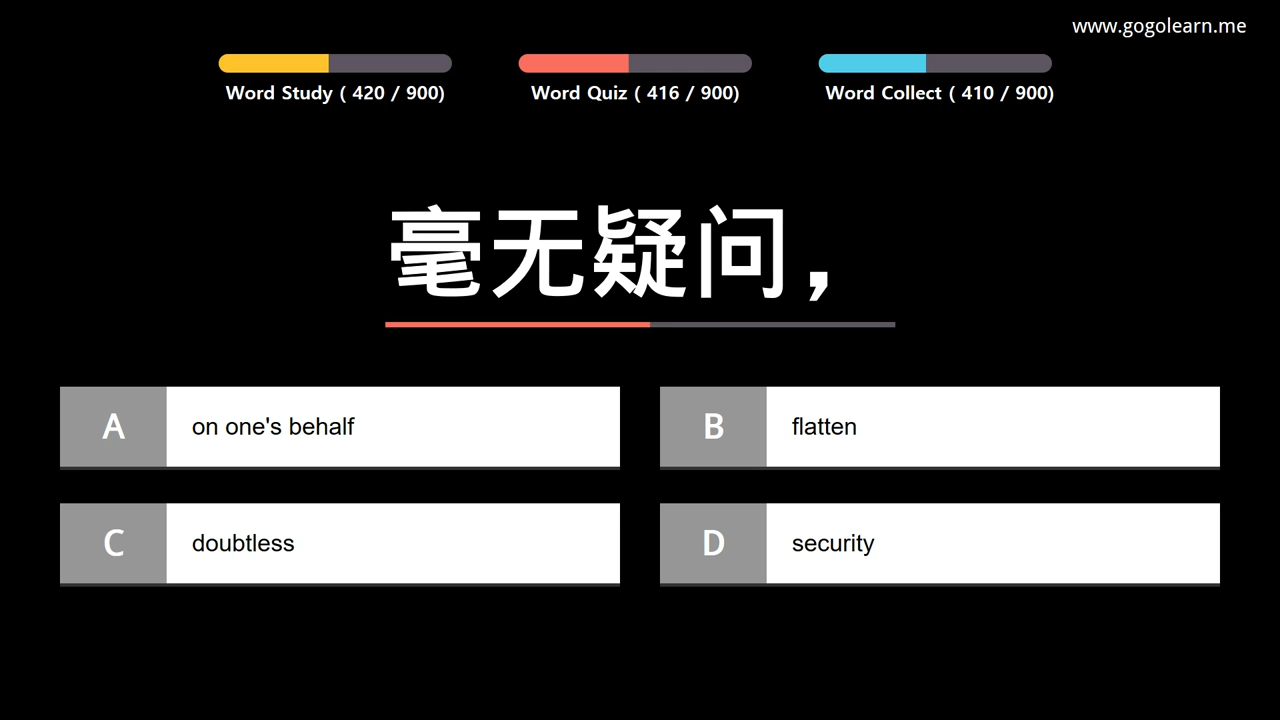 www.gogolearn.me
Word Study ( 420 / 900)
Word Quiz ( 416 / 900)
Word Collect ( 410 / 900)
毫无疑问，
A on one's behalf
B flatten
C doubtless
D security